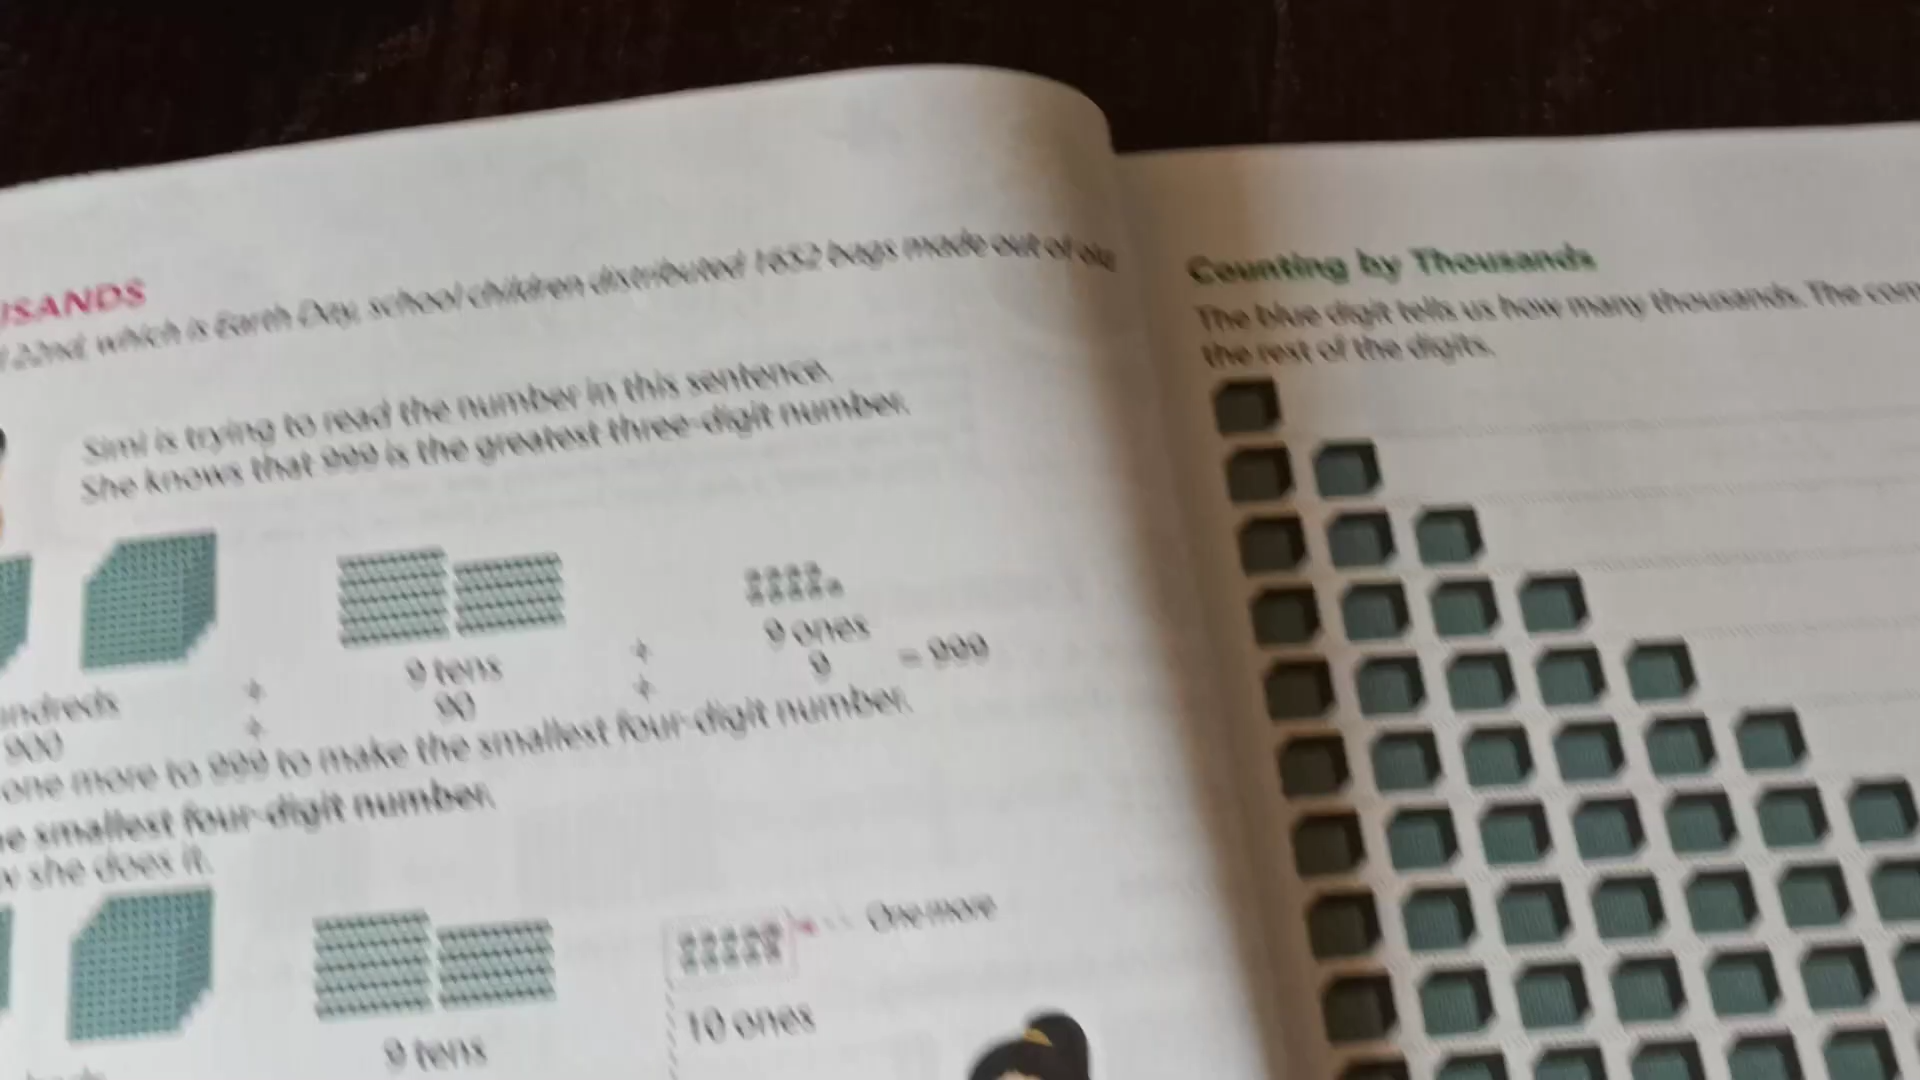 USANDS
22nd, which is Earth Day, school children distributed 1652 bags made out of old
Simi is trying to read the number in this sentence.
She knows that 999 is the greatest three-digit number.
9 tens
+
9 ones
90
+
9
= 999
+
+
900
one more to 999 to make the smallest four-digit number.
smallest four-digit number.
she does it.
One more
10 ones
9 tens
Counting by Thousands
The blue digit tells us how many thousands. The
the rest of the digits.